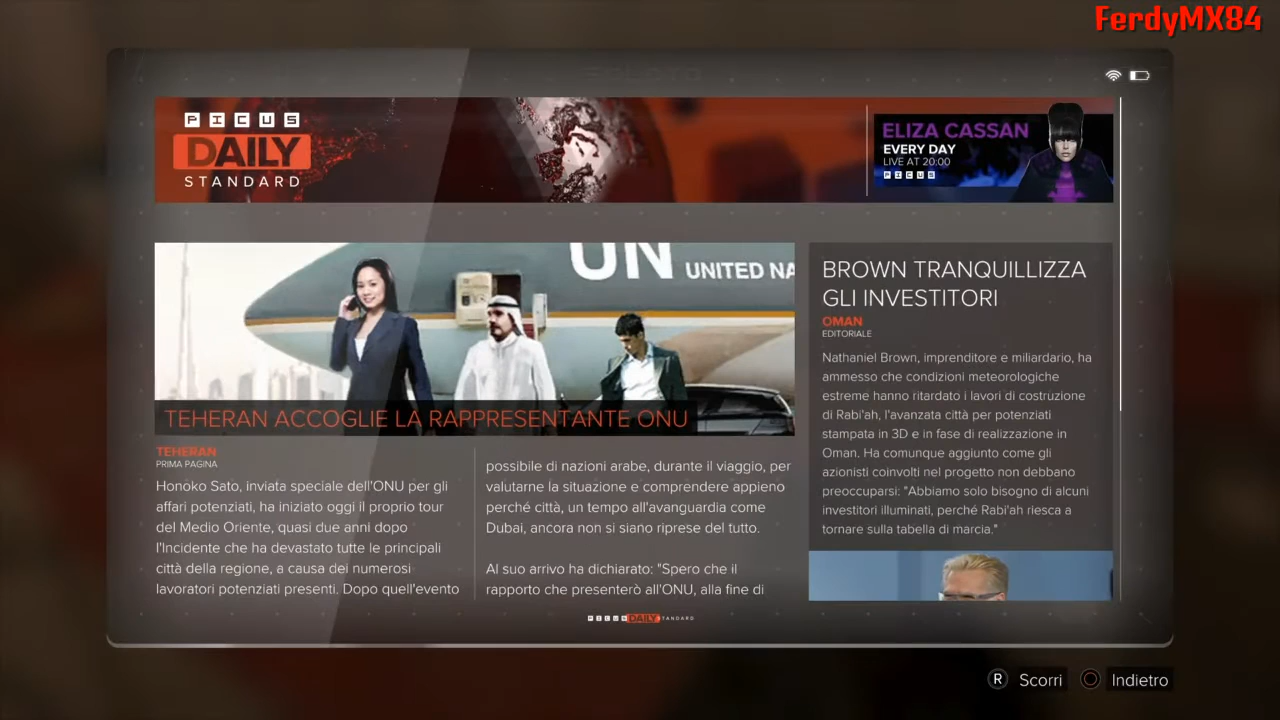 FerdyMX84
PICUS
DAILY
STANDARD
ELIZA CASSAN
EVERY DAY
LIVE AT 20:00
PICUS
UN UNITED NA
TEHERAN ACCOGLIE LA RAPPRESENTANTE ONU
TEHERAN
PRIMA PAGINA
Honoko Sato, inviata speciale dell'ONU per gli
affari potenziati, ha iniziato oggi il proprio tour
del Medio Oriente, quasi due anni dopo
l'Incidente che ha devastato tutte le principali
città della regione, a causa dei numerosi
lavoratori potenziati presenti. Dopo quell'evento
possibile di nazioni arabe, durante il viaggio, per
valutarne la situazione e comprendere appieno
perché città, un tempo all'avanguardia come
Dubai, ancora non si siano riprese del tutto.
Al suo arrivo ha dichiarato: "Spero che il
rapporto che presenterò all'ONU, alla fine di
BROWN TRANQUILLIZZA
GLI INVESTITORI
OMAN
EDITORIALE
Nathaniel Brown, imprenditore e miliardario, ha
ammesso che condizioni meteorologiche
estreme hanno ritardato i lavori di costruzione
di Rabi'ah, l'avanzata città per potenziati
stampata in 3D e in fase di realizzazione in
Oman. Ha comunque aggiunto come gli
azionisti coinvolti nel progetto non debbano
preoccuparsi: "Abbiamo solo bisogno di alcuni
investitori illuminati, perché Rabi'ah riesca a
tornare sulla tabella di marcia."
PICUS DAILY STANDARD
R Scorri Indietro